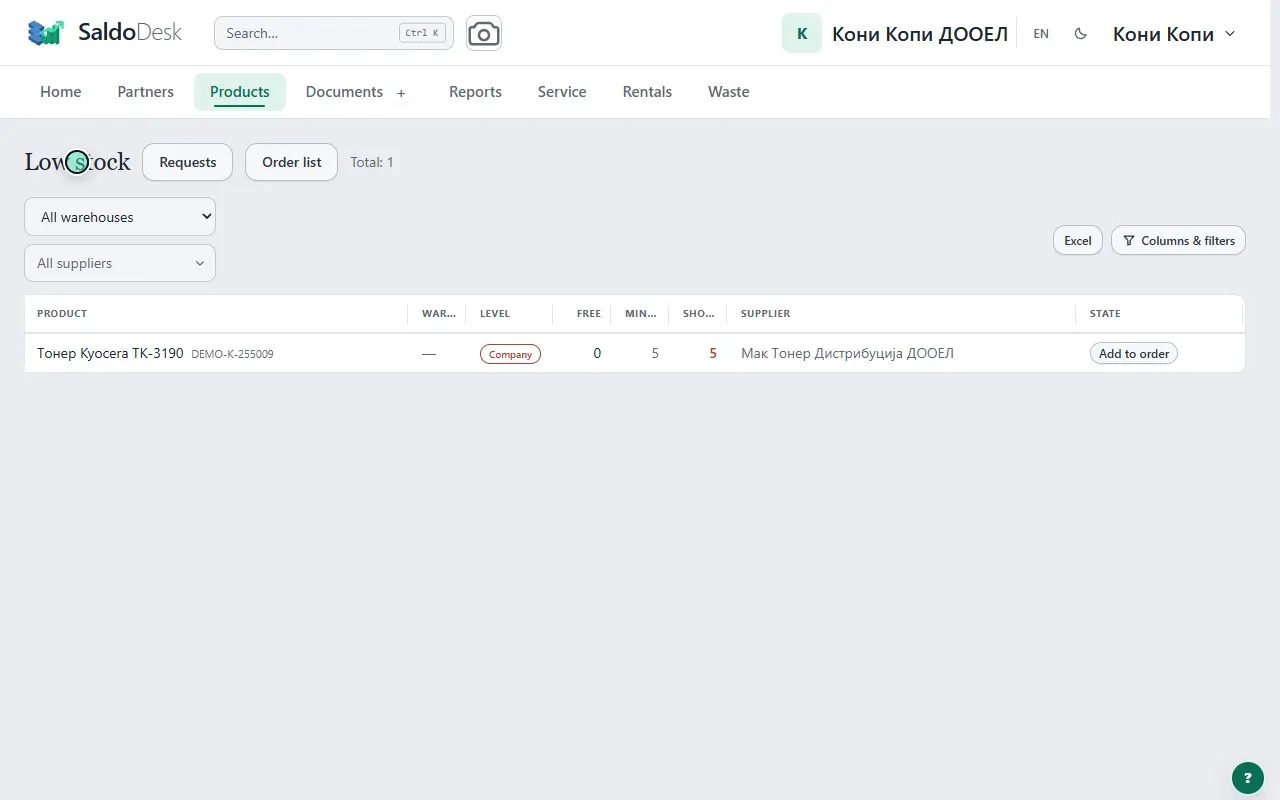 SaldoDesk
Search... Ctrl K
K Кони Копи ДООЕЛ EN Кони Копи
Home Partners Products Documents + Reports Service Rentals Waste
Low stock Requests Order list Total: 1
All warehouses
All suppliers
Excel Columns & filters
PRODUCT WAR... LEVEL FREE MIN... SHO... SUPPLIER STATE
Тонер Kyocera TK-3190 DEMO-K-255009 — Company 0 5 5 Мак Тонер Дистрибуција ДООЕЛ Add to order
?